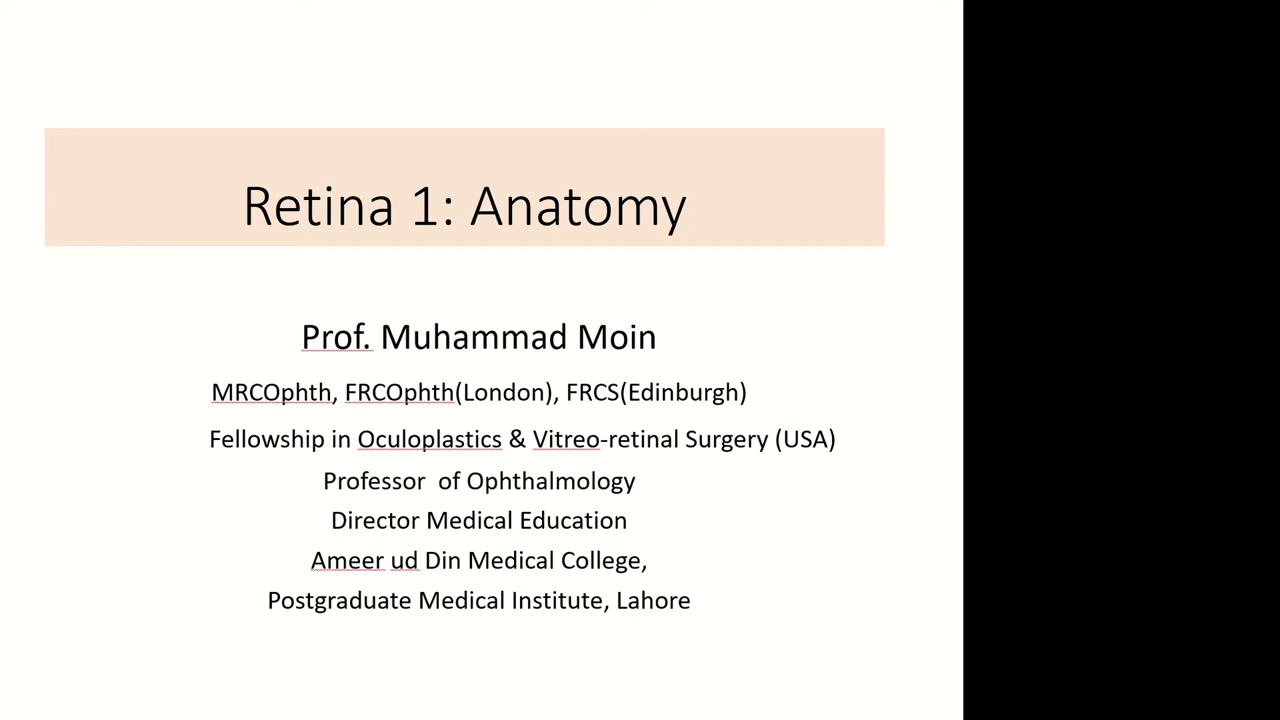 Retina 1: Anatomy
Prof. Muhammad Moin
MRCOphth, FRCOphth(London), FRCS(Edinburgh)
Fellowship in Oculoplastics & Vitreo-retinal Surgery (USA)
Professor  of Ophthalmology
Director Medical Education
Ameer ud Din Medical College,
Postgraduate Medical Institute, Lahore